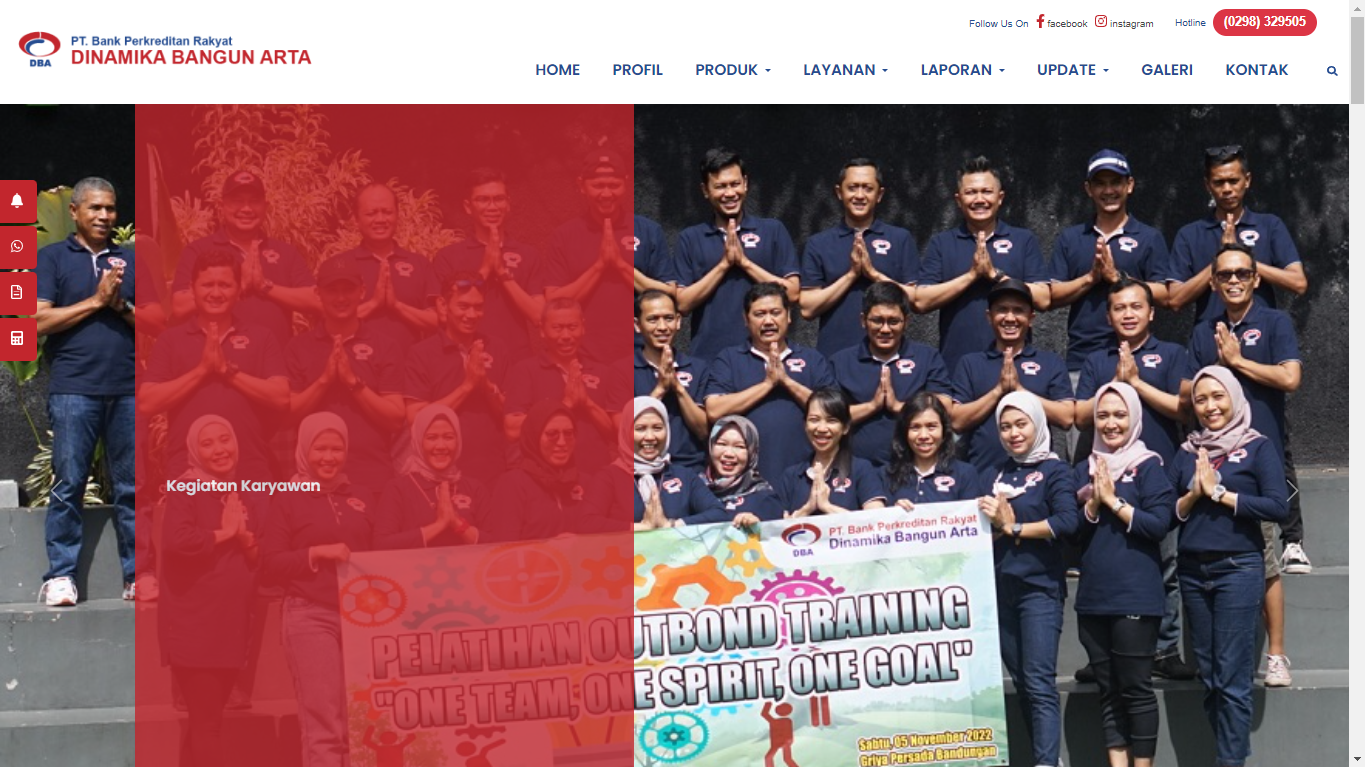 Follow Us On facebook instagram Hotline (0298) 329505
PT. Bank Perkreditan Rakyat
DINAMIKA BANGUN ARTA
DBA
HOME PROFIL PRODUK LAYANAN LAPORAN UPDATE GALERI KONTAK
Kegiatan Karyawan
PT. Bank Perkreditan Rakyat
Dinamika Bangun Arta
DBA
PELATIHAN OUTBOND TRAINING
"ONE TEAM, ONE SPIRIT, ONE GOAL"
Sabtu, 05 November 2022
Griya Persada Bandungan